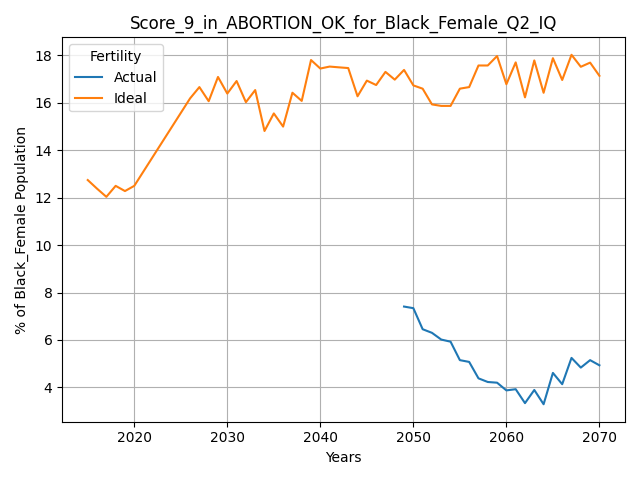 Score_9_in_ABORTION_OK_for_Black_Female_Q2_IQ
Fertility
Actual
Ideal
% of Black_Female Population
18
16
14
12
10
8
6
4
2020 2030 2040 2050 2060 2070
Years